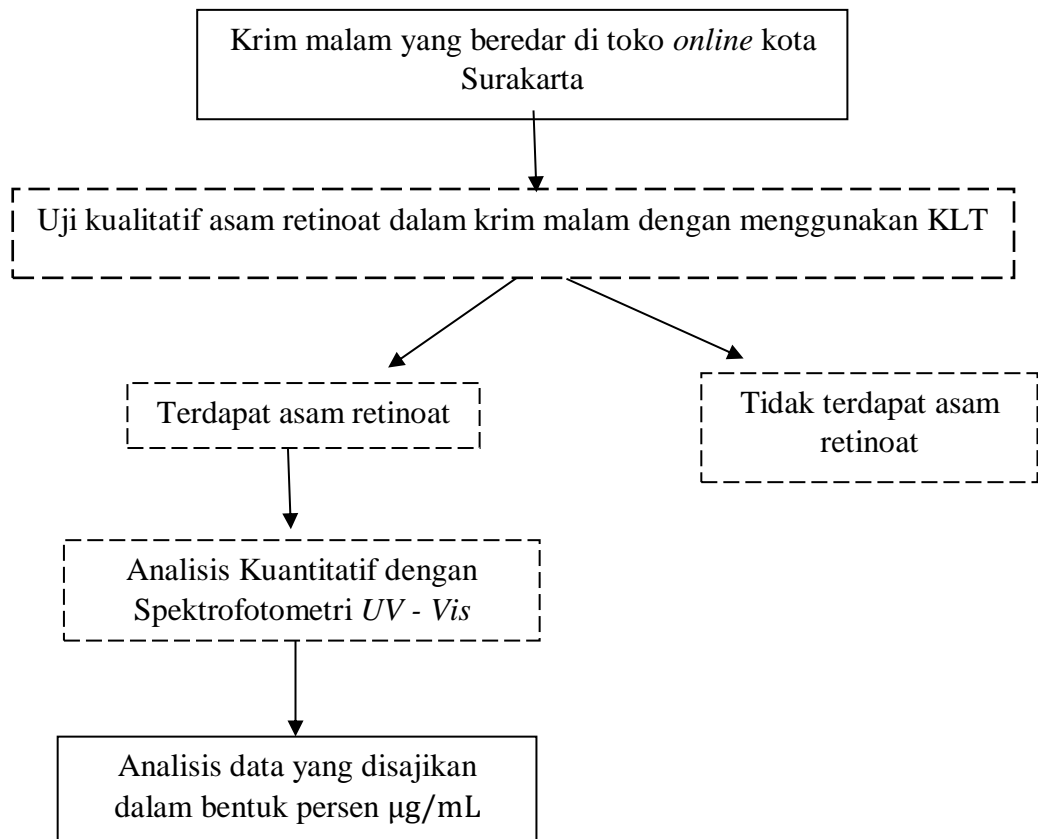 Krim malam yang beredar di toko online kota
Surakarta
Uji kualitatif asam retinoat dalam krim malam dengan menggunakan KLT
Terdapat asam retinoat
Tidak terdapat asam
retinoat
Analisis Kuantitatif dengan
Spektrofotometri UV - Vis
Analisis data yang disajikan
dalam bentuk persen µg/mL